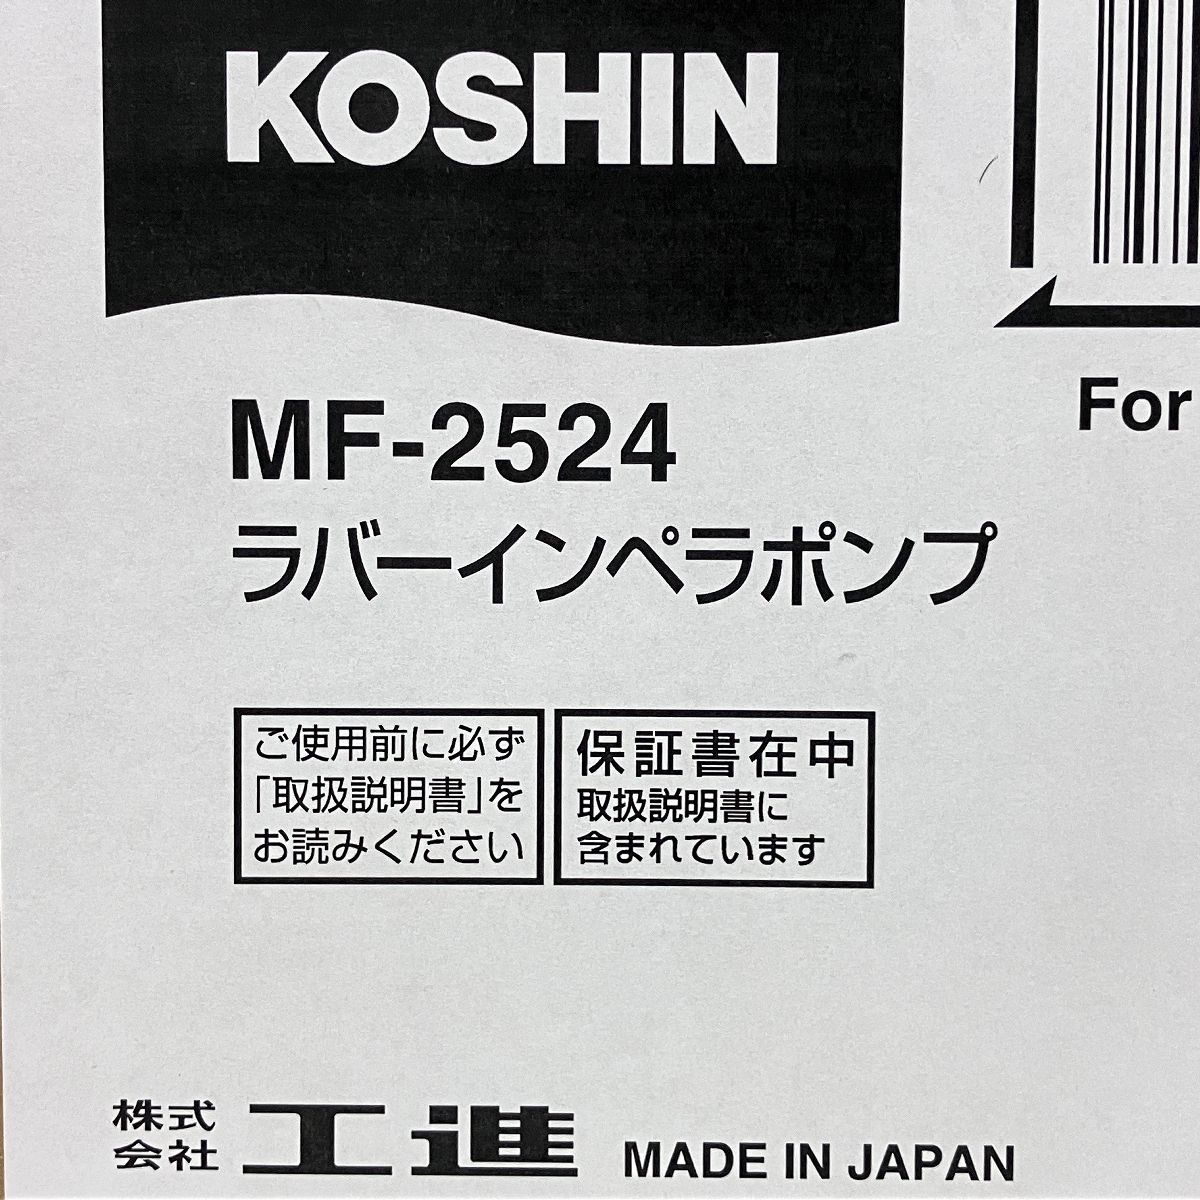 KOSHIN
MF-2524
For
ラバーインペラポンプ
ご使用前に必ず
「取扱説明書」を
お読みください
保証書在中
取扱説明書に
含まれています
株式
会社
工進
MADE IN JAPAN